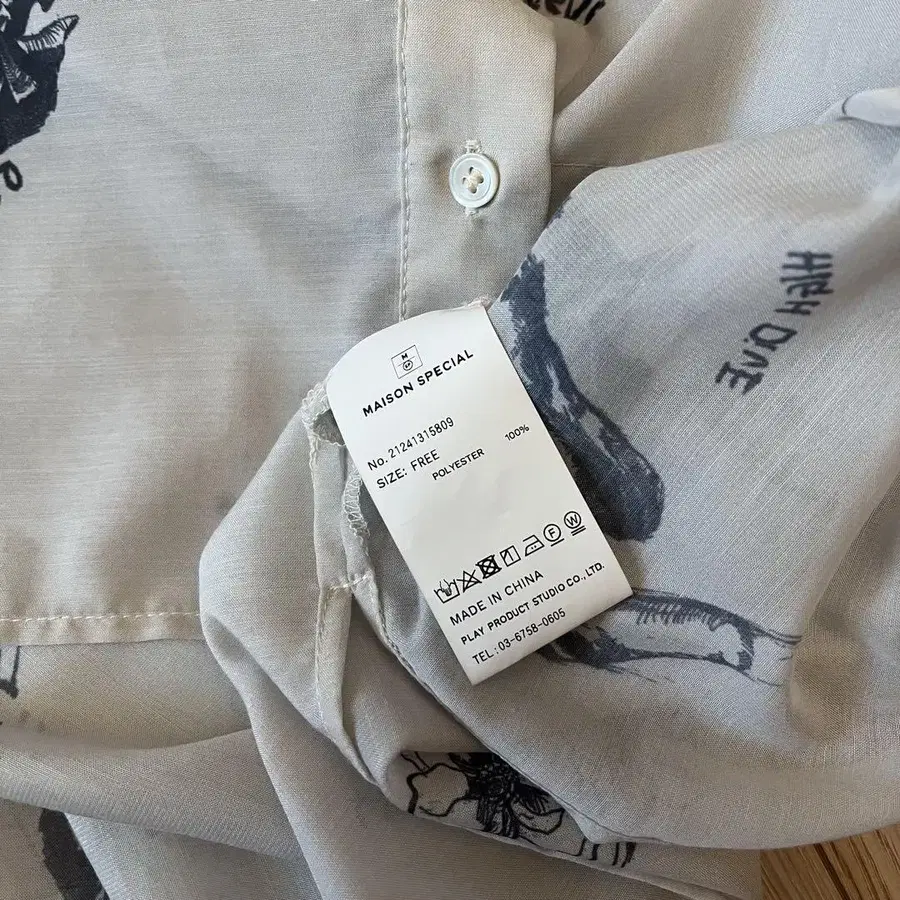 MAISON SPECIAL
No. 21241315809
SIZE: FREE
POLYESTER 100%
MADE IN CHINA
PLAY PRODUCT STUDIO CO., LTD.
TEL : 03-6758-0605
HIGH DIVE